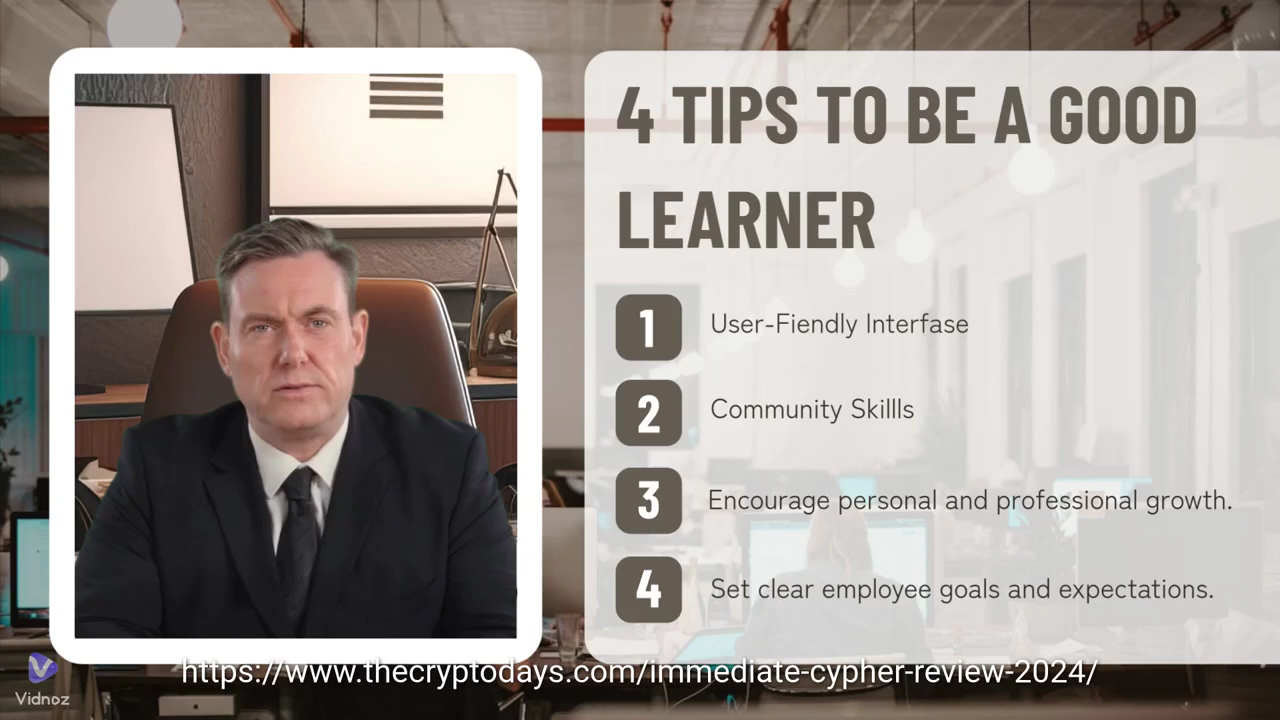 4 TIPS TO BE A GOOD
LEARNER
1 User-Fiendly Interfase
2 Community Skillls
3 Encourage personal and professional growth.
4 Set clear employee goals and expectations.
https://www.thecryptodays.com/immediate-cypher-review-2024/
Vidnoz